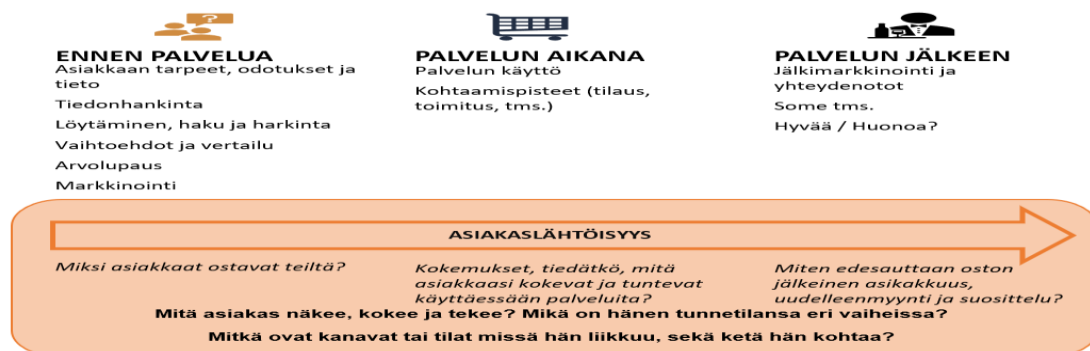 ?
ENNEN PALVELUA
Asiakkaan tarpeet, odotukset ja
tieto
Tiedonhankinta
Löytäminen, haku ja harkinta
Vaihtoehdot ja vertailu
Arvolupaus
Markkinointi
PALVELUN AIKANA
Palvelun käyttö
Kohtaamispisteet (tilaus,
toimitus, tms.)
PALVELUN JÄLKEEN
Jälkimarkkinointi ja
yhteydenotot
Some tms.
Hyvää / Huonoa?
ASIAKASLÄHTÖISYYS
Miksi asiakkaat ostavat teiltä?
Kokemukset, tiedätkö, mitä
asiakkaasi kokevat ja tuntevat
käyttäessään palveluita?
Miten edesauttaan oston
jälkeinen asikakkuus,
uudelleenmyynti ja suosittelu?
Mitä asiakas näkee, kokee ja tekee? Mikä on hänen tunnetilansa eri vaiheissa?
Mitkä ovat kanavat tai tilat missä hän liikkuu, sekä ketä hän kohtaa?